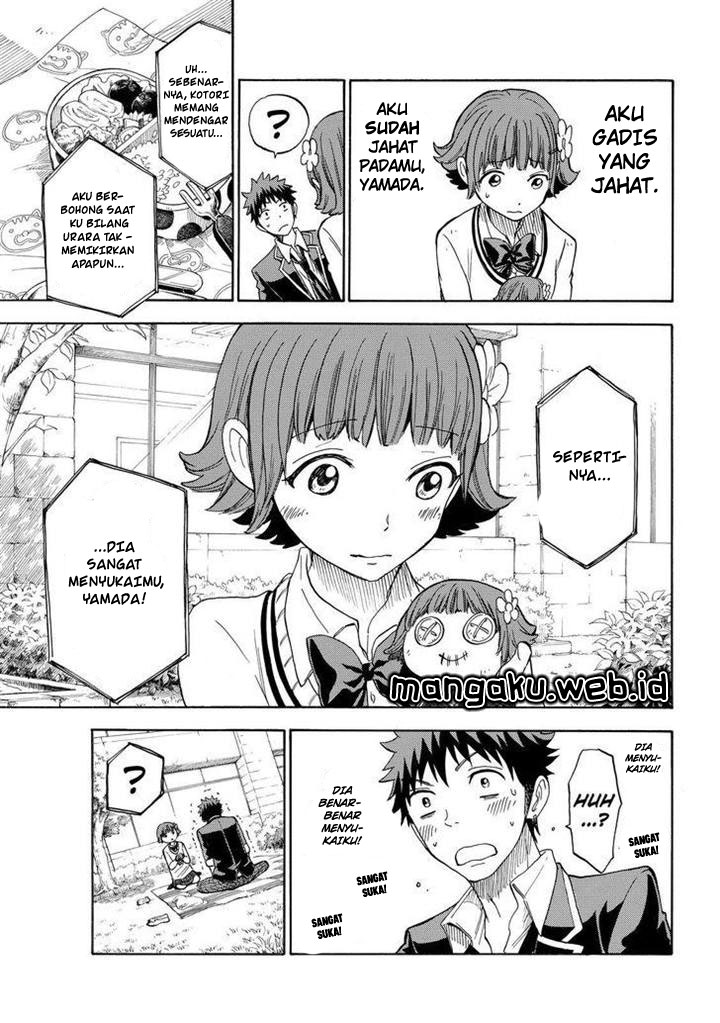 AKU
GADIS
YANG
JAHAT.
AKU
SUDAH
JAHAT
PADAMU,
YAMADA.
?
UH...
SEBENAR-
NYA, KOTORI
MEMANG
MENDENGAR
SESUATU...
AKU BER-
BOHONG SAAT
KU BILANG
URARA TAK -
MEMIKIRKAN
APAPUN...
SEPERTI-
NYA...
...DIA
SANGAT
MENYUKAIMU,
YAMADA!
mangaku.web.id
DIA
MENYU-
KAIKU!
HUH
...?
SANGAT
SUKA!
DIA
BENAR-
BENAR
MENYU-
KAIKU!
SANGAT
SUKA!
SANGAT
SUKA!
?